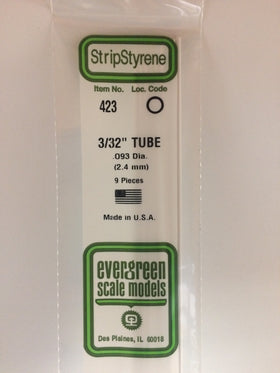 StripStyrene
Item No. Loc. Code
423
3/32" TUBE
.093 Dia.
(2.4 mm)
9 Pieces
Made in U.S.A.
evergreen
scale models
Des Plaines, IL 60018